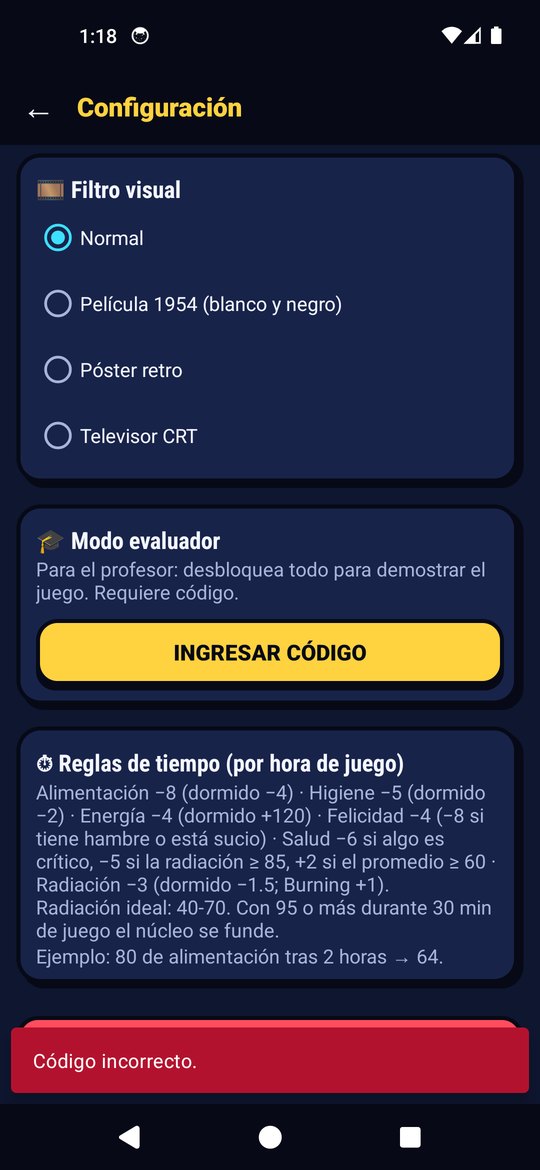 1:18
← Configuración
Filtro visual
Normal
Película 1954 (blanco y negro)
Póster retro
Televisor CRT
Modo evaluador
Para el profesor: desbloquea todo para demostrar el
juego. Requiere código.
INGRESAR CÓDIGO
Reglas de tiempo (por hora de juego)
Alimentación −8 (dormido −4) · Higiene −5 (dormido
−2) · Energía −4 (dormido +120) · Felicidad −4 (−8 si
tiene hambre o está sucio) · Salud −6 si algo es
crítico, −5 si la radiación ≥ 85, +2 si el promedio ≥ 60 ·
Radiación −3 (dormido −1.5; Burning +1).
Radiación ideal: 40-70. Con 95 o más durante 30 min
de juego el núcleo se funde.
Ejemplo: 80 de alimentación tras 2 horas → 64.
Código incorrecto.